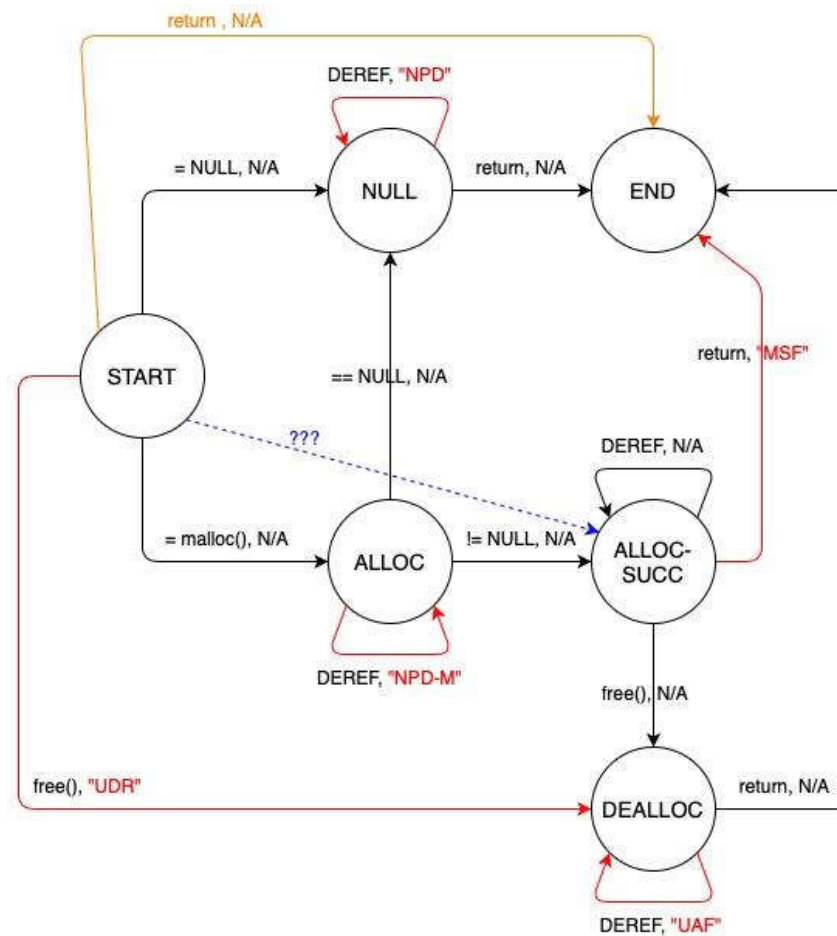 return , N/A
DEREF, "NPD"
= NULL, N/A
NULL
return, N/A
END
START
== NULL, N/A
return, "MSF"
???
DEREF, N/A
= malloc(), N/A
ALLOC
!= NULL, N/A
ALLOC-
SUCC
DEREF, "NPD-M"
free(), N/A
free(), "UDR"
DEALLOC
return, N/A
DEREF, "UAF"